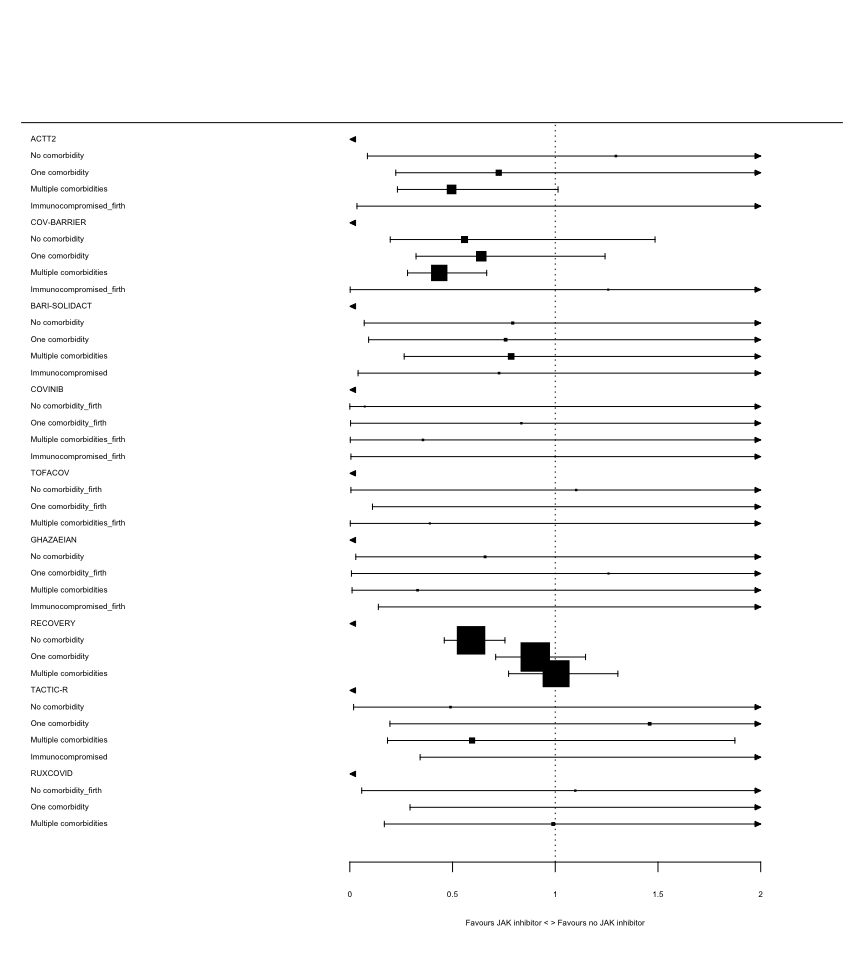 ACTT2
No comorbidity
One comorbidity
Multiple comorbidities
Immunocompromised_firth
COV-BARRIER
No comorbidity
One comorbidity
Multiple comorbidities
Immunocompromised_firth
BARI-SOLIDACT
No comorbidity
One comorbidity
Multiple comorbidities
Immunocompromised
COVINIB
No comorbidity_firth
One comorbidity_firth
Multiple comorbidities_firth
Immunocompromised_firth
TOFACOV
No comorbidity_firth
One comorbidity_firth
Multiple comorbidities_firth
GHAZAEIAN
No comorbidity
One comorbidity_firth
Multiple comorbidities
Immunocompromised_firth
RECOVERY
No comorbidity
One comorbidity
Multiple comorbidities
TACTIC-R
No comorbidity
One comorbidity
Multiple comorbidities
Immunocompromised
RUXCOVID
No comorbidity_firth
One comorbidity
Multiple comorbidities
0 0.5 1 1.5 2
Favours JAK inhibitor < > Favours no JAK inhibitor